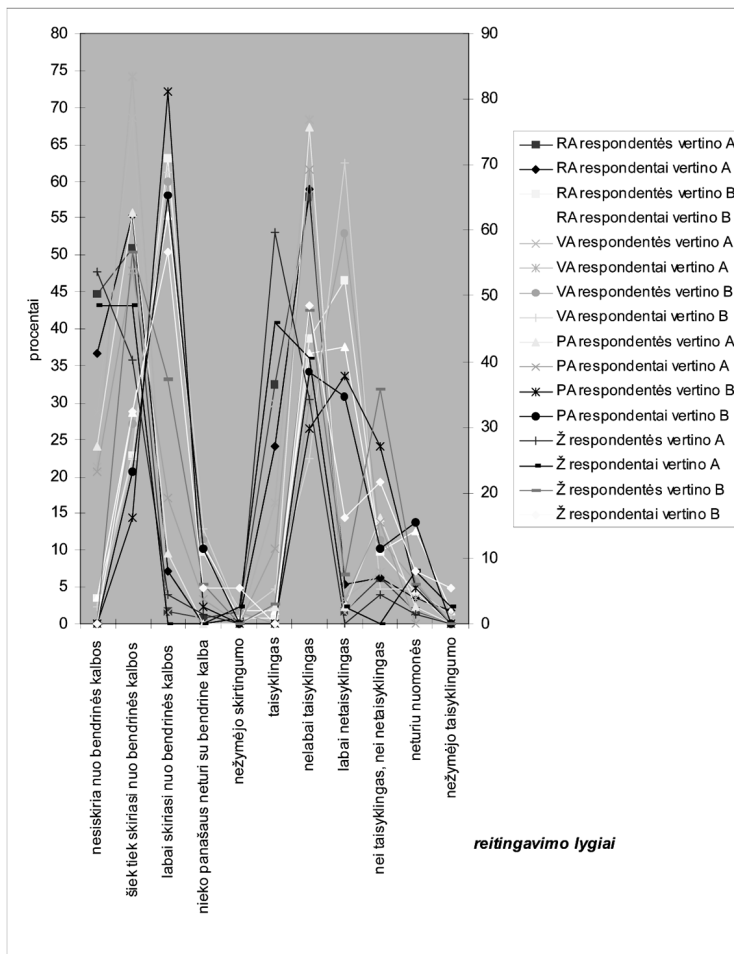 80
75
70
65
60
55
50
45
40
35
30
25
20
15
10
5
0
procentai
90
80
70
60
50
40
30
20
10
0
RA respondentės vertino A
RA respondentai vertino A
RA respondentės vertino B
RA respondentai vertino B
VA respondentės vertino A
VA respondentai vertino A
VA respondentės vertino B
VA respondentai vertino B
PA respondentės vertino A
PA respondentai vertino A
PA respondentės vertino B
PA respondentai vertino B
Ž respondentės vertino A
Ž respondentai vertino A
Ž respondentės vertino B
Ž respondentai vertino B
nesiskiria nuo bendrinės kalbos
šiek tiek skiriasi nuo bendrinės kalbos
labai skiriasi nuo bendrinės kalbos
nieko panašaus neturi su bendrine kalba
nežymėjo skirtingumo
taisyklingas
nelabai taisyklingas
labai netaisyklingas
nei taisyklingas, nei netaisyklingas
neturiu nuomonės
nežymėjo taisyklingumo
reitingavimo lygiai